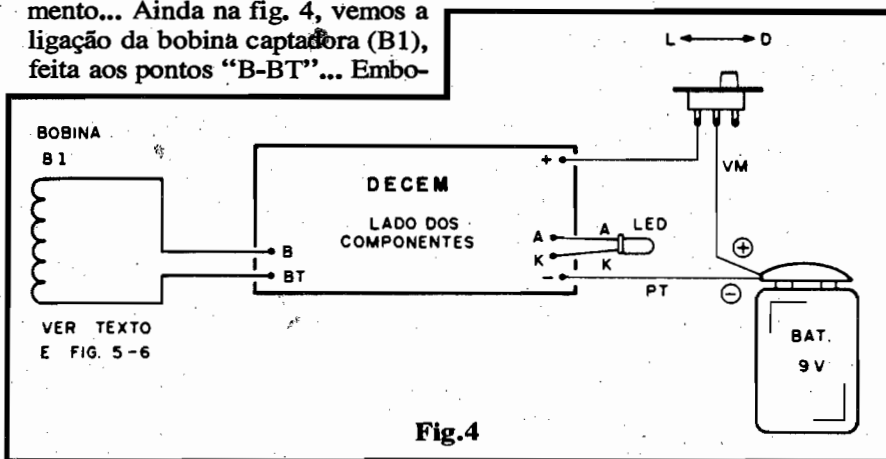 mento... Ainda na fig. 4, vemos a
ligação da bobina captadora (B1),
feita aos pontos “B-BT”... Embo-
L D
BOBINA
B1
VM
+
DECEM
LADO DOS
COMPONENTES
A A LED
K K
B
BT
-
PT
+
-
VER TEXTO
E FIG. 5-6
BAT.
9V
Fig.4